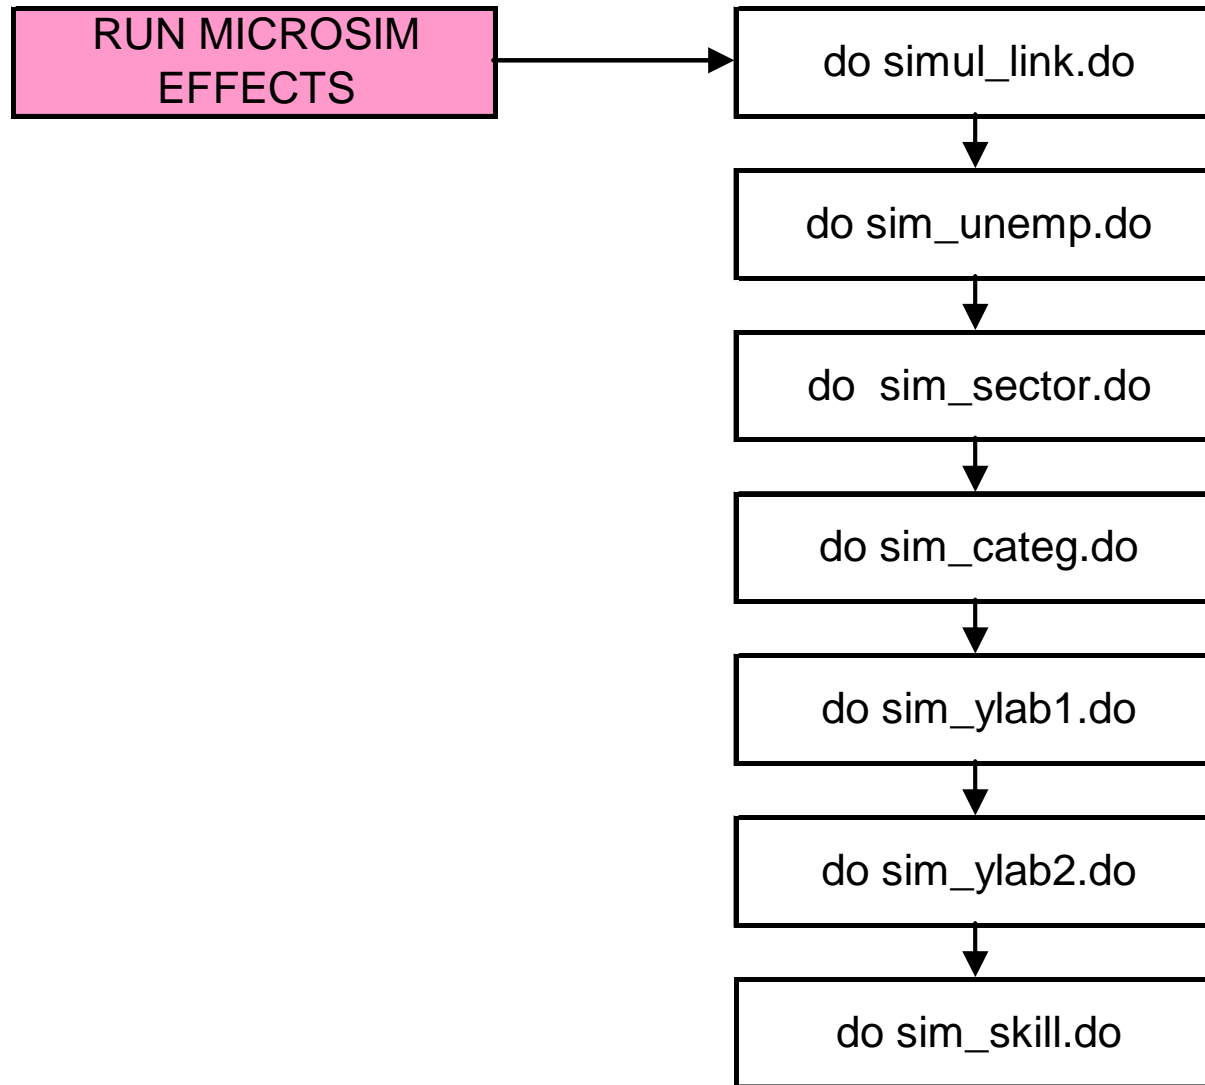 RUN MICROSIM
EFFECTS
do simul_link.do
do sim_unemp.do
do  sim_sector.do
do sim_categ.do
do sim_ylab1.do
do sim_ylab2.do
do sim_skill.do